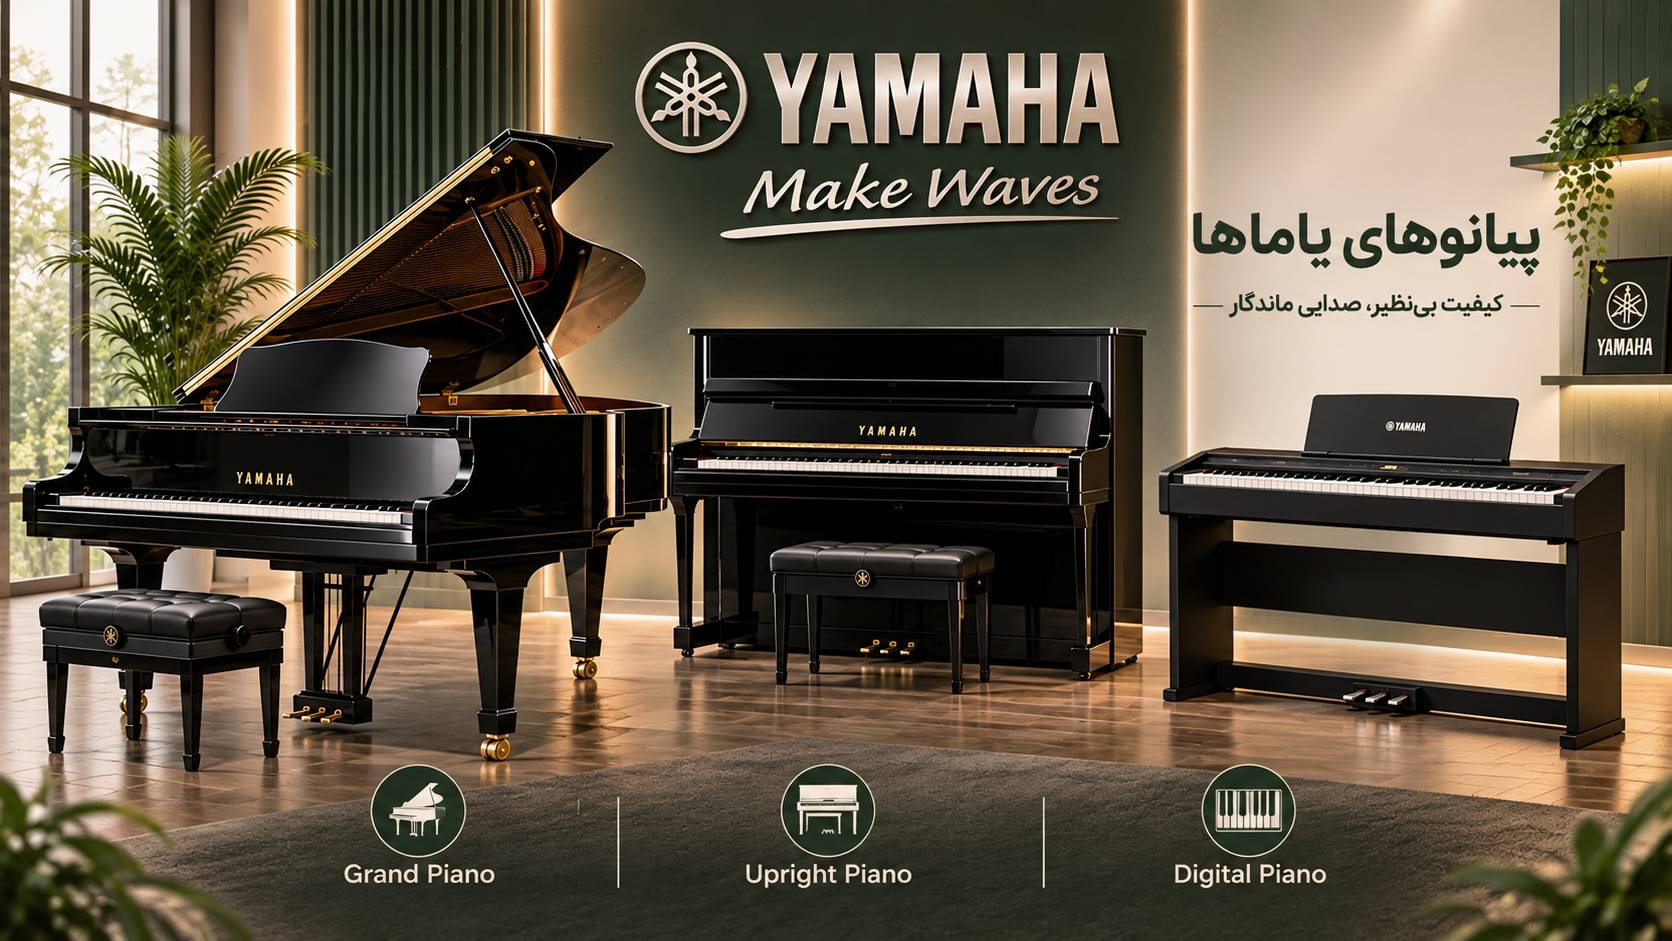 YAMAHA
Make Waves
پیانوهای یاماها
کیفیت بی‌نظیر، صدایی ماندگار
YAMAHA
YAMAHA
YAMAHA
YAMAHA
Grand Piano
Upright Piano
Digital Piano